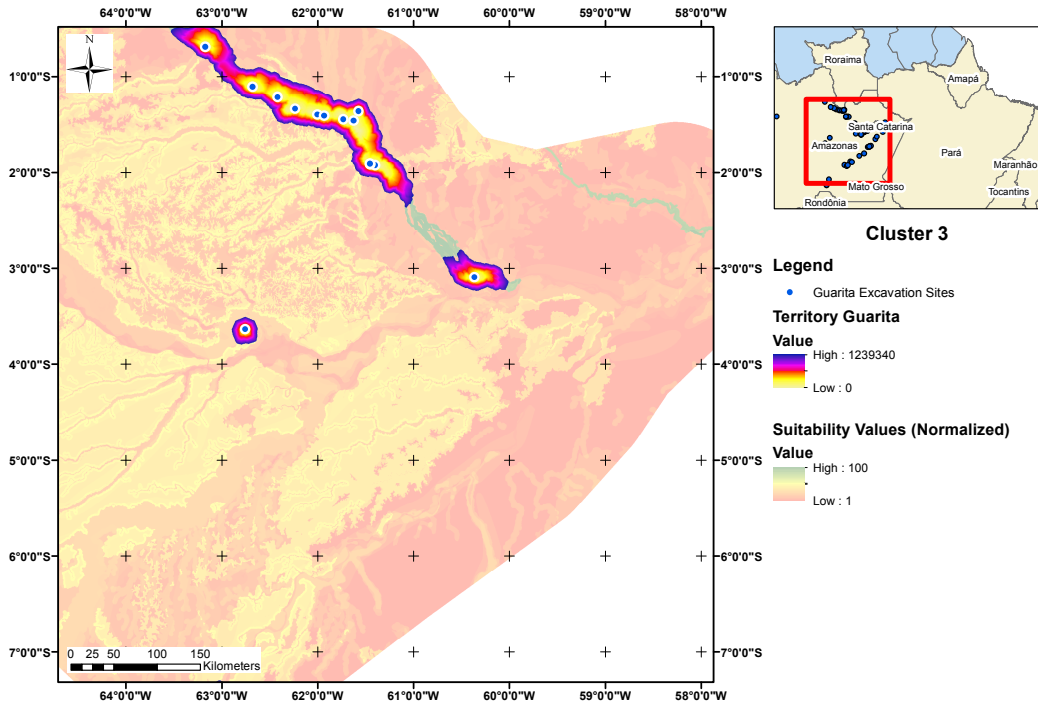 64°0'0"W 63°0'0"W 62°0'0"W 61°0'0"W 60°0'0"W 59°0'0"W 58°0'0"W
N
1°0'0"S 1°0'0"S
2°0'0"S 2°0'0"S
3°0'0"S 3°0'0"S
4°0'0"S 4°0'0"S
5°0'0"S 5°0'0"S
6°0'0"S 6°0'0"S
7°0'0"S 7°0'0"S
0 25 50 100 150
Kilometers
64°0'0"W 63°0'0"W 62°0'0"W 61°0'0"W 60°0'0"W 59°0'0"W 58°0'0"W
Roraima
Amapá
Santa Catarina
Amazonas
Pará
Maranhão
Mato Grosso
Tocantins
Rondônia
Cluster 3
Legend
Guarita Excavation Sites
Territory Guarita
Value
High : 1239340
Low : 0
Suitability Values (Normalized)
Value
High : 100
Low : 1